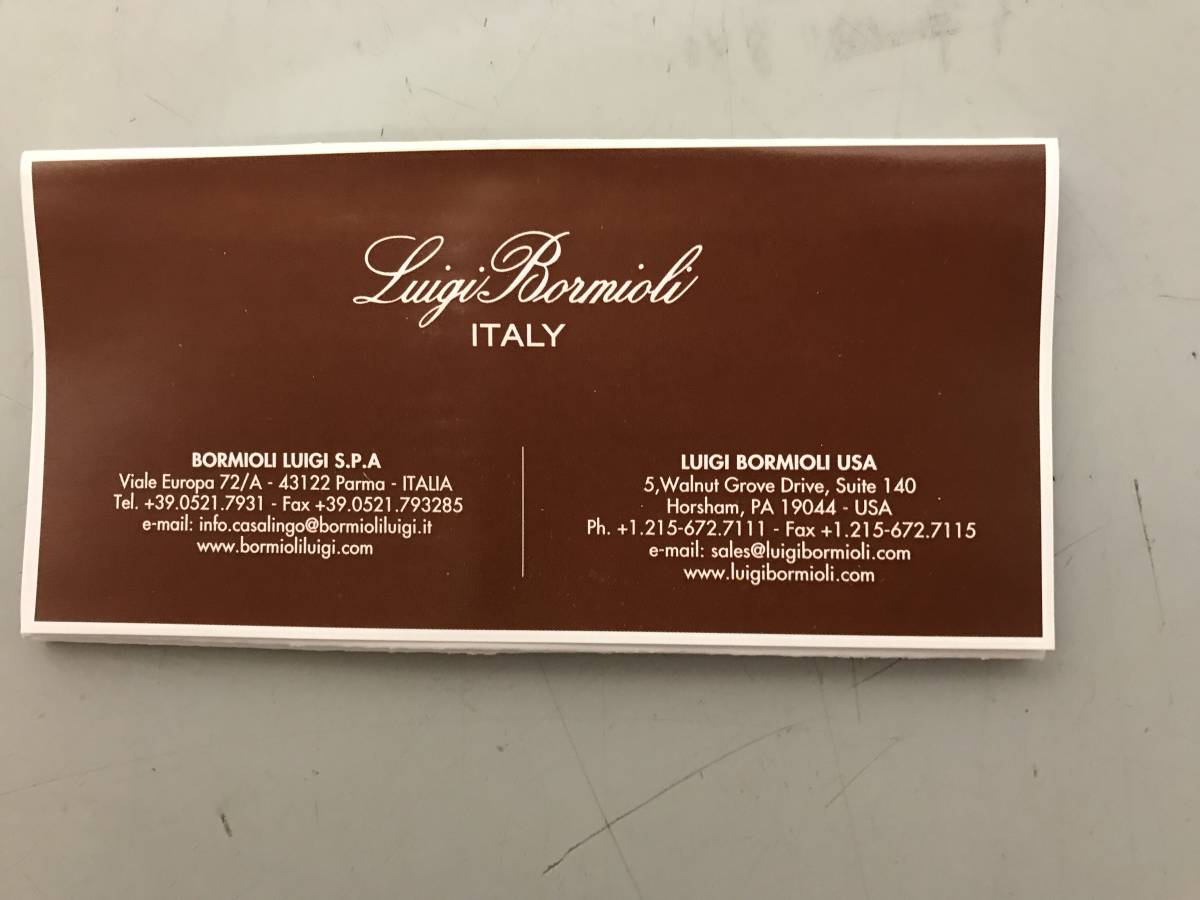 Luigi Bormioli
ITALY
BORMIOLI LUIGI S.P.A
Viale Europa 72/A - 43122 Parma - ITALIA
Tel. +39.0521.7931 - Fax +39.0521.793285
e-mail: info.casalingo@bormioliluigi.it
www.bormioliluigi.com
LUIGI BORMIOLI USA
5,Walnut Grove Drive, Suite 140
Horsham, PA 19044 - USA
Ph. +1.215-672.7111 - Fax +1.215-672.7115
e-mail: sales@luigibormioli.com
www.luigibormioli.com